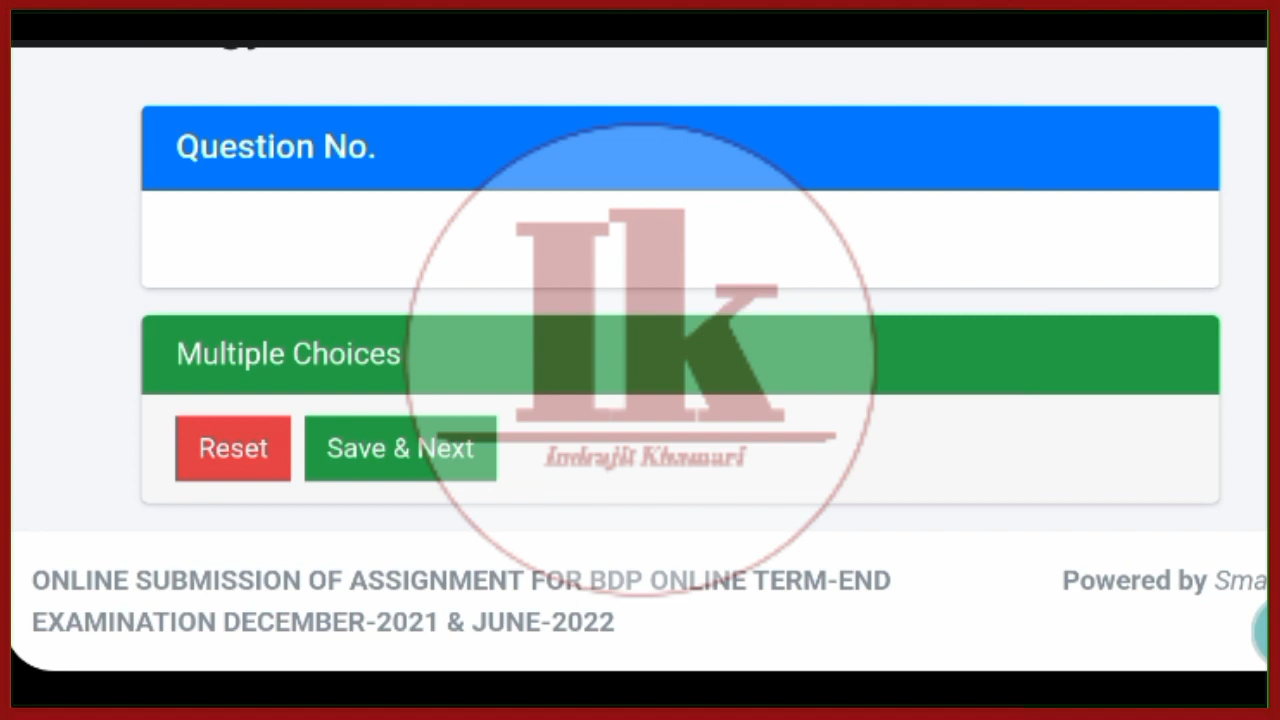 Question No.
Multiple Choices
Reset
Save & Next
Ik
Indrajit Khamari
ONLINE SUBMISSION OF ASSIGNMENT FOR BDP ONLINE TERM-END
EXAMINATION DECEMBER-2021 & JUNE-2022
Powered by Sma